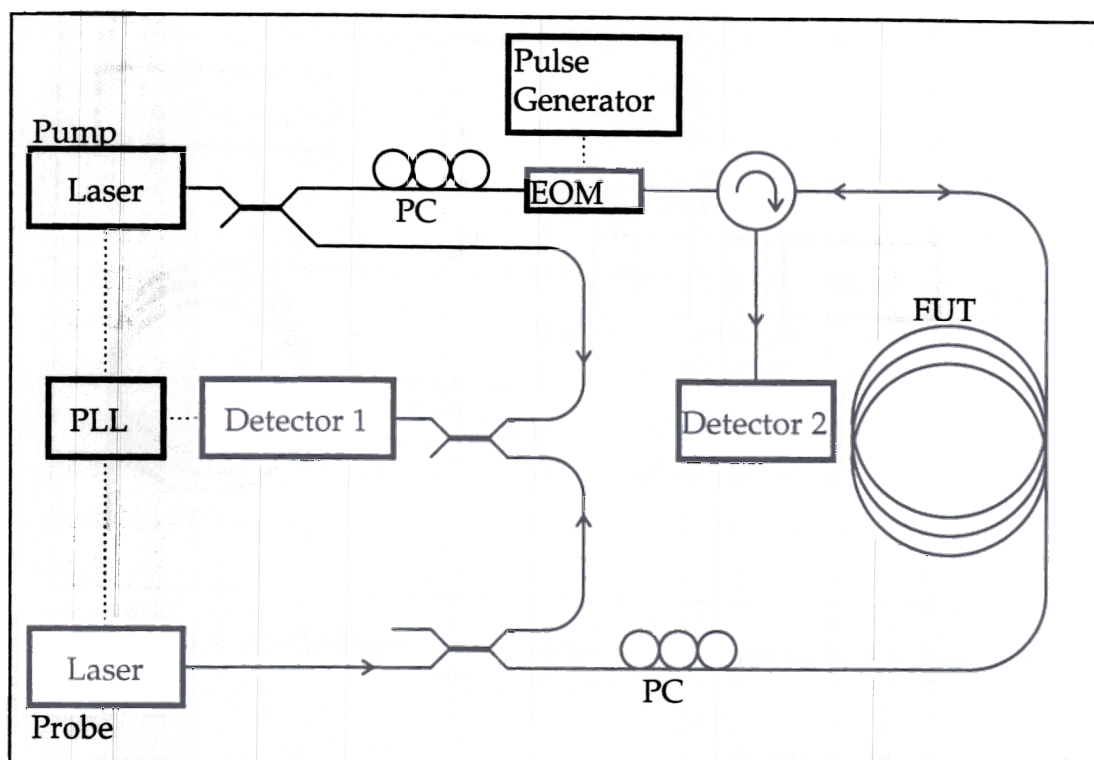 Pulse
Generator
Pump
Laser
PC
EOM
FUT
PLL
Detector 1
Detector 2
Laser
PC
Probe